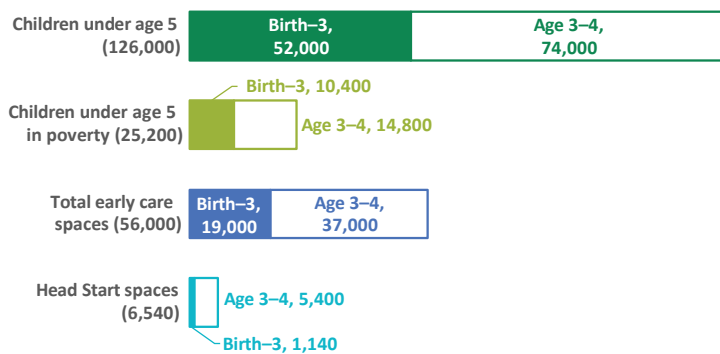 Children under age 5
(126,000)
Birth–3,
52,000
Age 3–4,
74,000
Birth–3, 10,400
Children under age 5
in poverty (25,200)
Age 3–4, 14,800
Total early care
spaces (56,000)
Birth–3,
19,000
Age 3–4,
37,000
Head Start spaces
(6,540)
Age 3–4, 5,400
Birth–3, 1,140